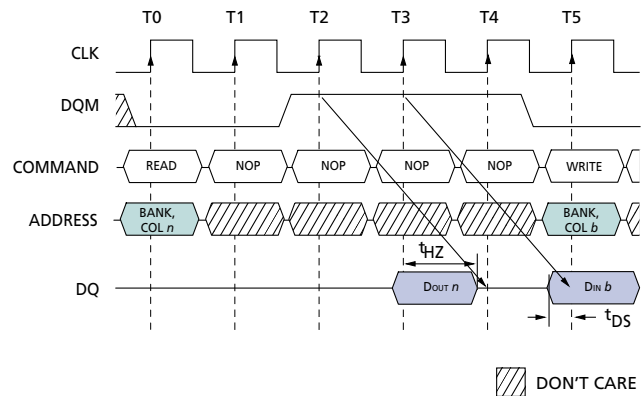 T0 T1 T2 T3 T4 T5
CLK
DQM
COMMAND READ NOP NOP NOP NOP WRITE
ADDRESS BANK, COL n BANK, COL b
tHZ
DQ DOUT n DIN b
tDS
DON'T CARE